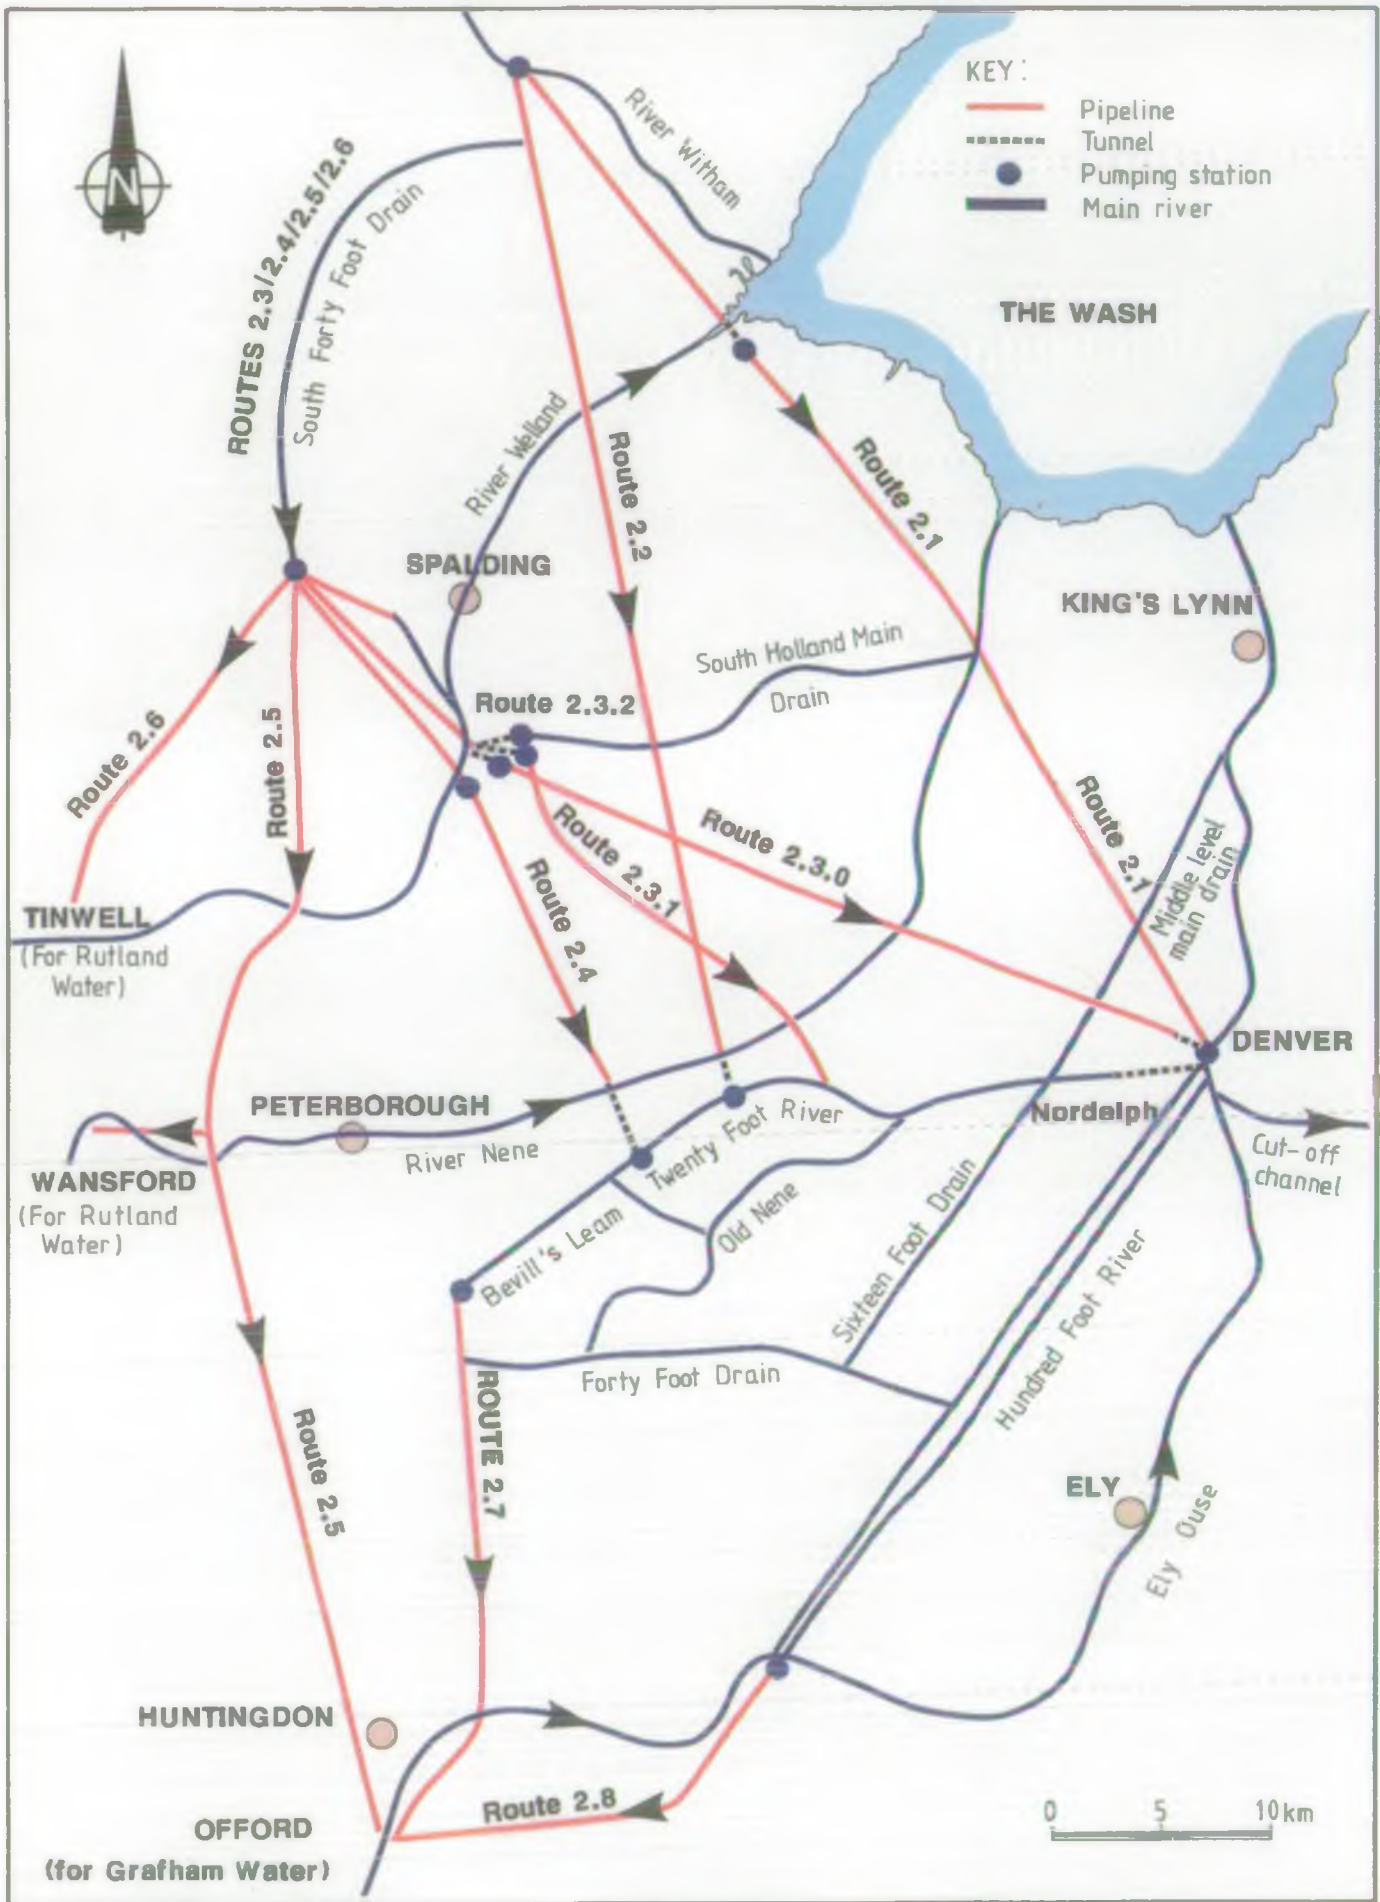 KEY:
Pipeline
Tunnel
Pumping station
Main river
N
River Witham
ROUTES 2.3/2.4/2.5/2.6
South Forty Foot Drain
THE WASH
River Welland
Route 2.2
Route 2.1
SPALDING
KING'S LYNN
South Holland Main
Drain
Route 2.3.2
Route 2.6
Route 2.5
Route 2.3.0
Route 2.3.1
Route 2.1
Middle level
main drain
Route 2.4
TINWELL
(For Rutland
Water)
DENVER
PETERBOROUGH
River Nene
Twenty Foot River
Nordelph
Cut-off
channel
WANSFORD
(For Rutland
Water)
Old Nene
Bevill's Leam
Sixteen Foot Drain
Hundred Foot River
Forty Foot Drain
ROUTE 2.7
Route 2.5
ELY
Ely Ouse
HUNTINGDON
Route 2.8
OFFORD
(for Grafham Water)
0 5 10km